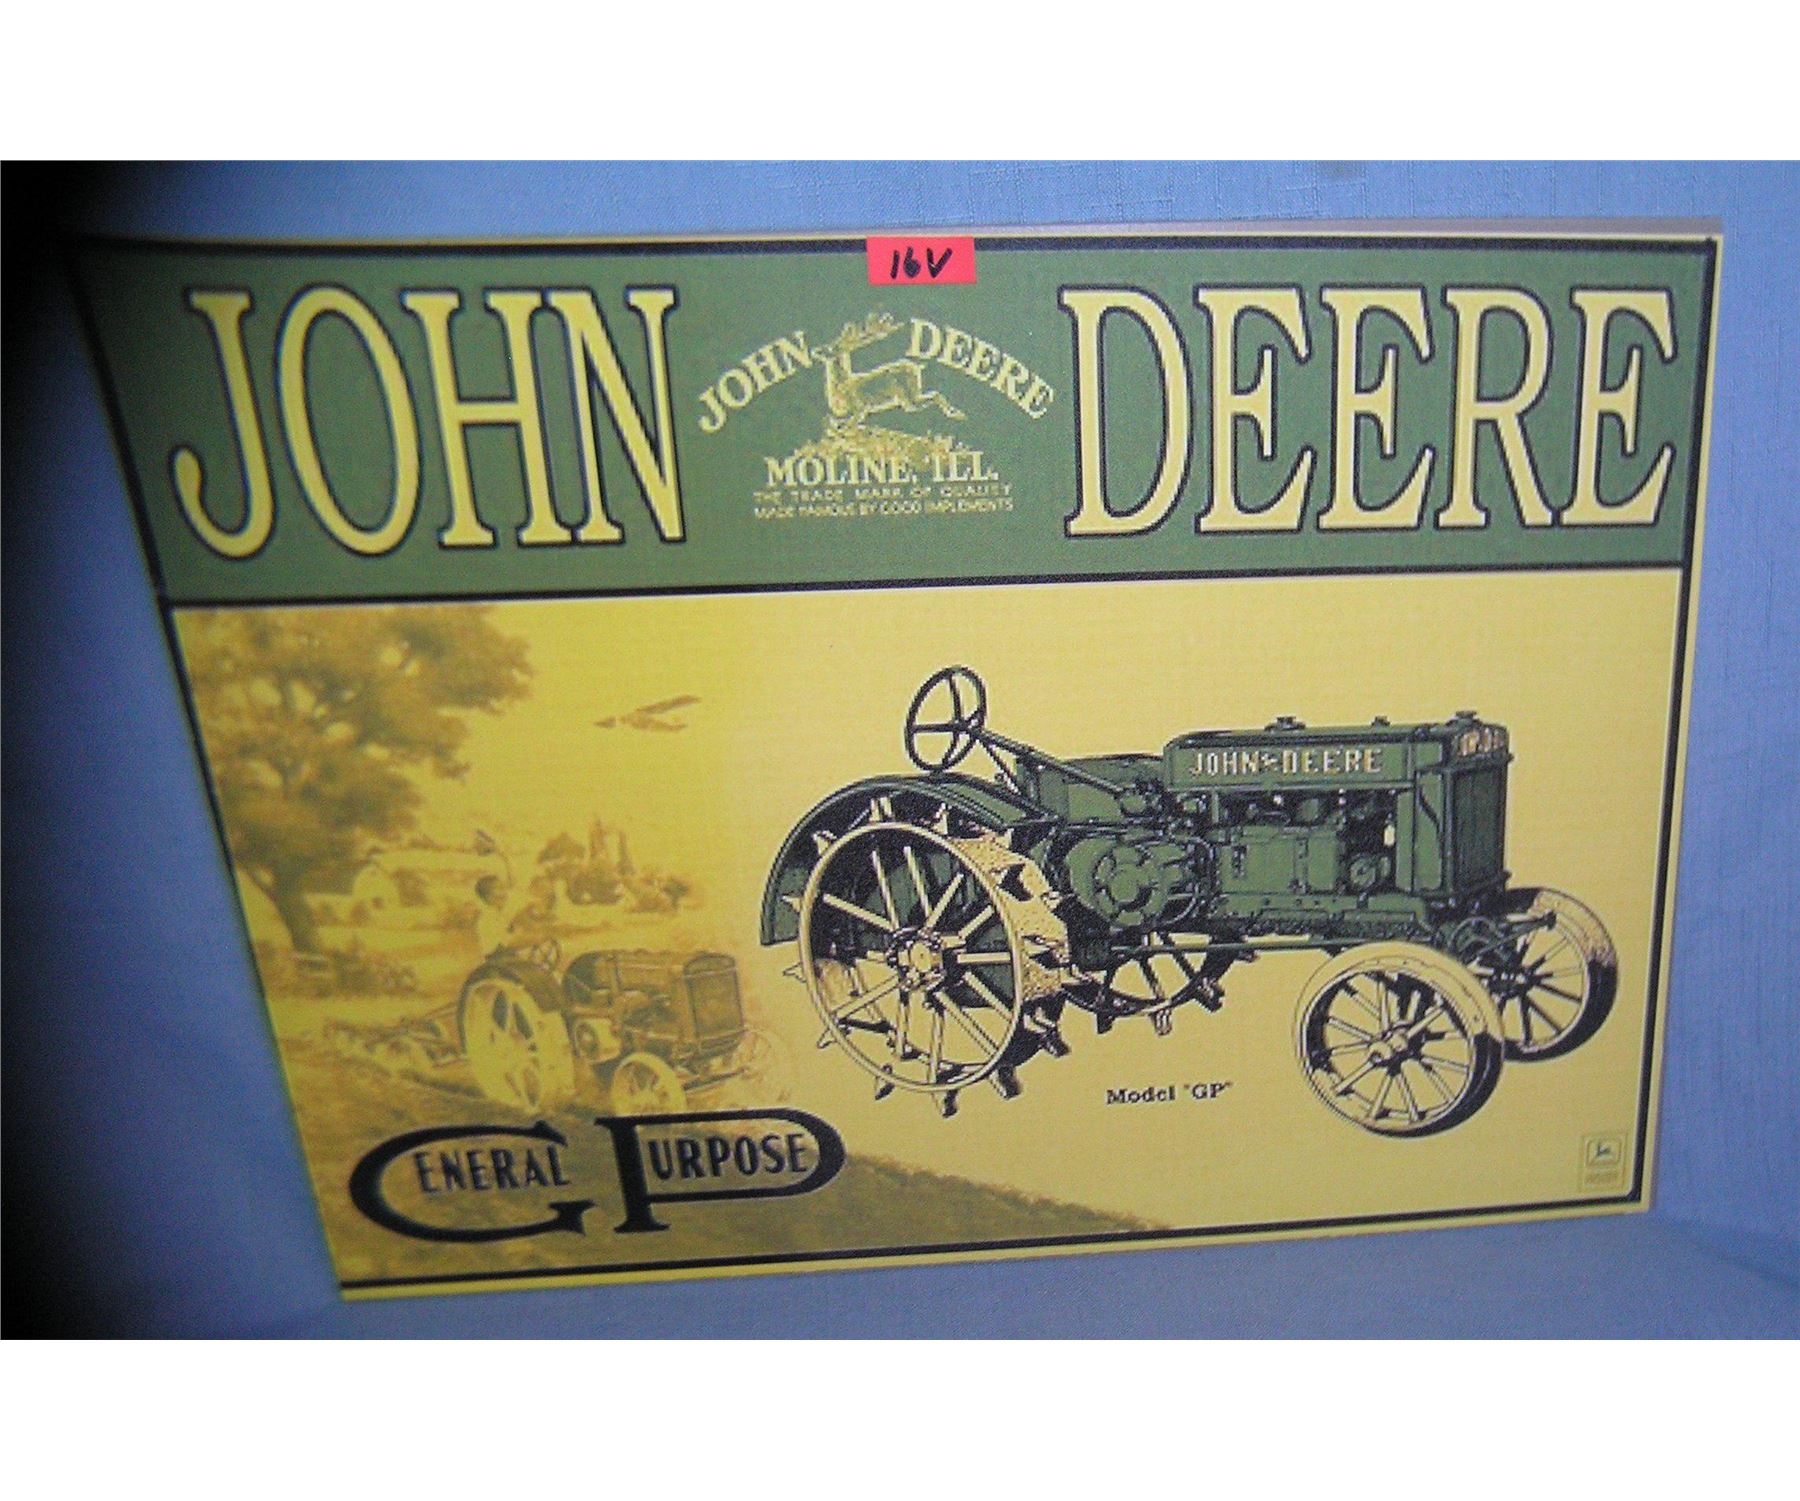 16V
JOHN DEERE
JOHN DEERE
MOLINE, ILL.
THE TRADE MARK OF QUALITY
MADE FAMOUS BY GOOD IMPLEMENTS
JOHN DEERE
Model "GP"
GENERAL PURPOSE